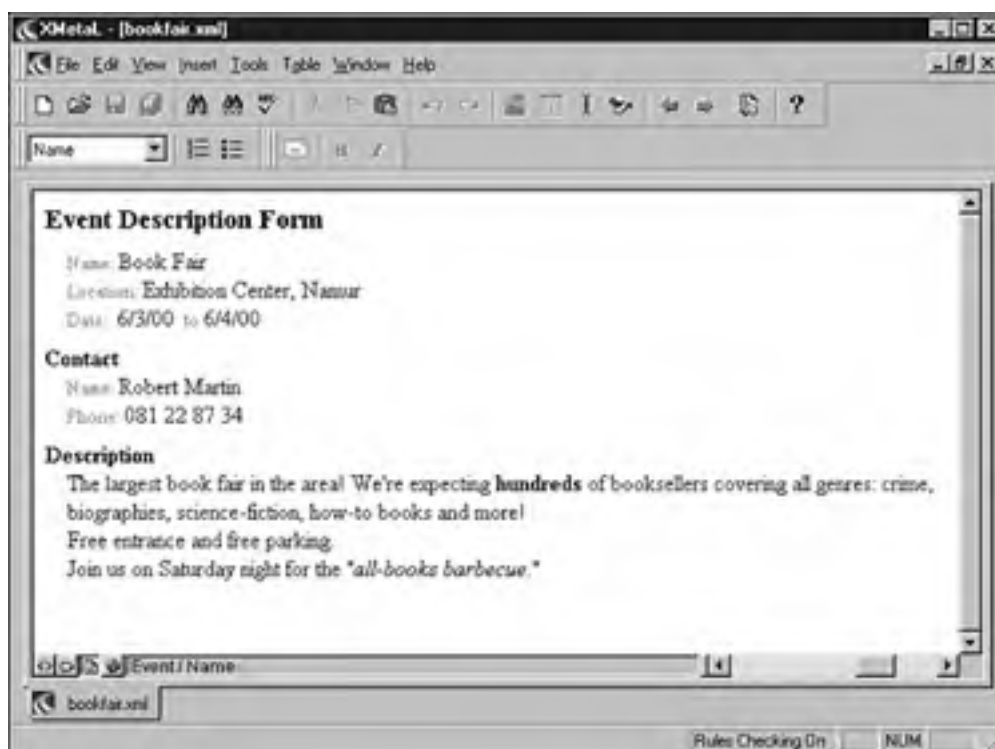 XMetaL - [bookfair.xml]
File Edit View Insert Tools Table Window Help
Name
Event Description Form
Name: Book Fair
Location: Exhibition Center, Namur
Date: 6/3/00 to 6/4/00
Contact
Name: Robert Martin
Phone: 081 22 87 34
Description
The largest book fair in the area! We're expecting hundreds of booksellers covering all genres: crime,
biographies, science-fiction, how-to books and more!
Free entrance and free parking.
Join us on Saturday night for the "all-books barbecue."
Event / Name
bookfair.xml
Rules Checking On NUM